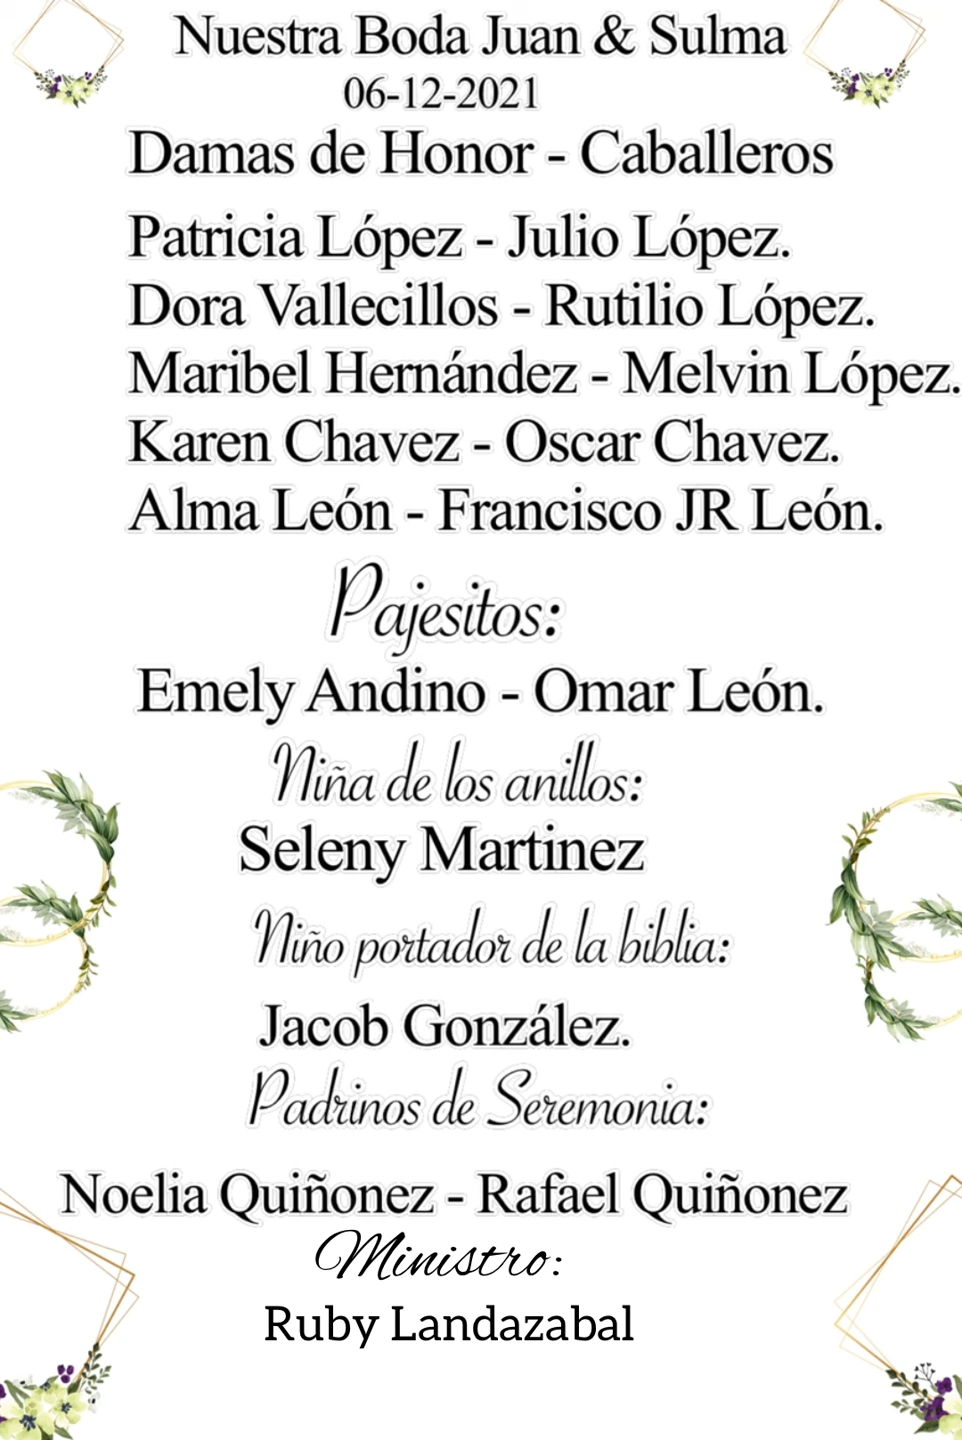 Nuestra Boda Juan & Sulma
06-12-2021
Damas de Honor - Caballeros
Patricia López - Julio López.
Dora Vallecillos - Rutilio López.
Maribel Hernández - Melvin López.
Karen Chavez - Oscar Chavez.
Alma León - Francisco JR León.
Pajesitos:
Emely Andino - Omar León.
Niña de los anillos:
Seleny Martinez
Niño portador de la biblia:
Jacob González.
Padrinos de Seremonia:
Noelia Quiñonez - Rafael Quiñonez
Ministro:
Ruby Landazabal